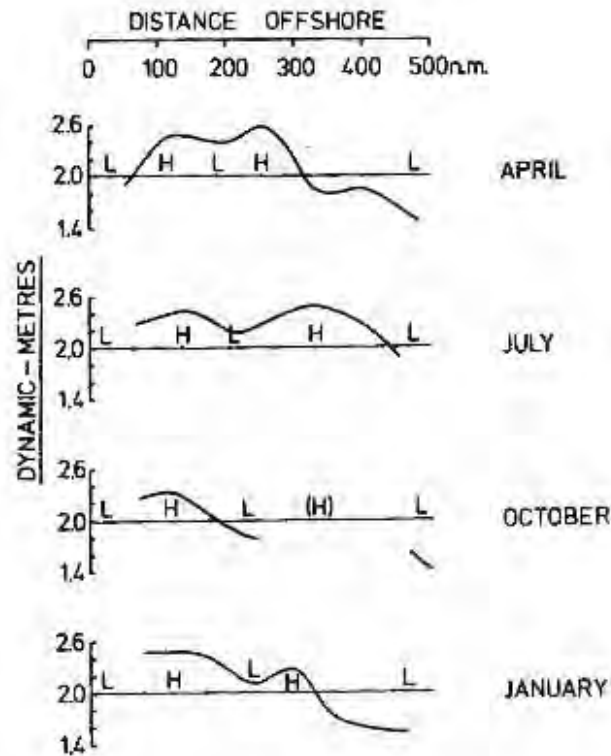 DISTANCE OFFSHORE
0 100 200 300 400 500n.m.
2.6
L H L H L
2.0
APRIL
1.4
DYNAMIC - METRES
2.6
L H L H L
2.0
JULY
1.4
2.6
L H L (H) L
2.0
OCTOBER
1.4
2.6
L H L H L
2.0
JANUARY
1.4